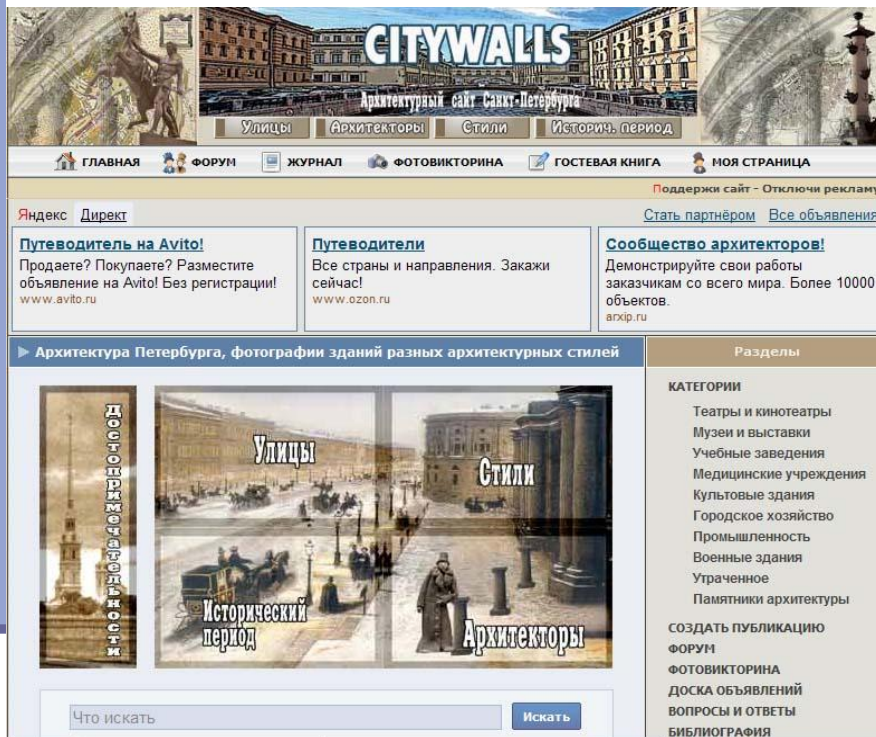 CITYWALLS
Архитектурный сайт Санкт-Петербурга
Улицы Архитекторы Стили Историч. период
ГЛАВНАЯ ФОРУМ ЖУРНАЛ ФОТОВИКТОРИНА ГОСТЕВАЯ КНИГА МОЯ СТРАНИЦА
Поддержи сайт - Отключи рекламу
Яндекс Директ Стать партнёром Все объявления
Путеводитель на Avito!
Продаете? Покупаете? Разместите
объявление на Avito! Без регистрации!
www.avito.ru
Путеводители
Все страны и направления. Закажи
сейчас!
www.ozon.ru
Сообщество архитекторов!
Демонстрируйте свои работы
заказчикам со всего мира. Более 10000
объектов.
arxip.ru
Архитектура Петербурга, фотографии зданий разных архитектурных стилей
Достопримечательности
Улицы
Стили
Исторический
период
Архитекторы
Что искать Искать
Разделы
КАТЕГОРИИ
Театры и кинотеатры
Музеи и выставки
Учебные заведения
Медицинские учреждения
Культовые здания
Городское хозяйство
Промышленность
Военные здания
Утраченное
Памятники архитектуры
СОЗДАТЬ ПУБЛИКАЦИЮ
ФОРУМ
ФОТОВИКТОРИНА
ДОСКА ОБЪЯВЛЕНИЙ
ВОПРОСЫ И ОТВЕТЫ
БИБЛИОГРАФИЯ